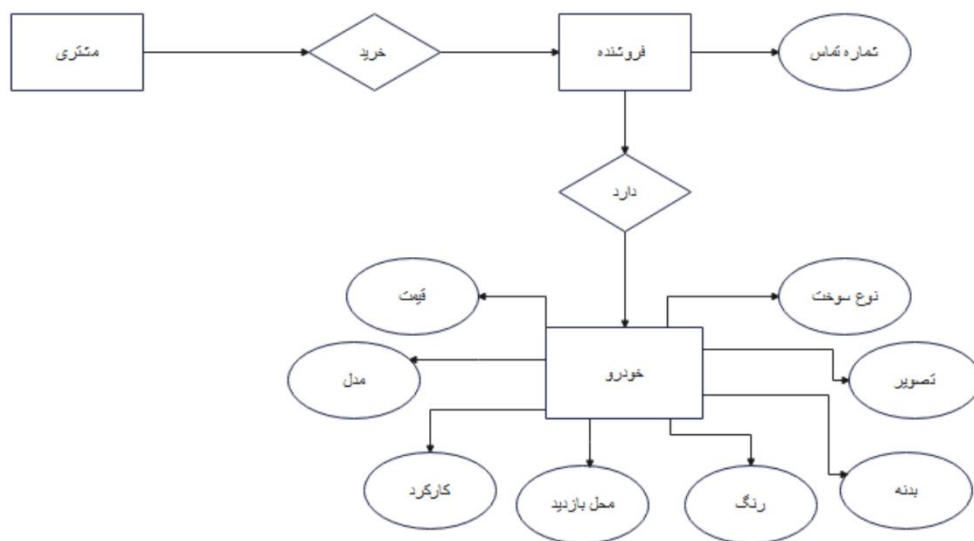 مشتری
خرید
فروشنده
شماره تماس
دارد
قیمت
نوع سوخت
خودرو
مدل
تصویر
کارکرد
محل بازدید
رنگ
بدنه